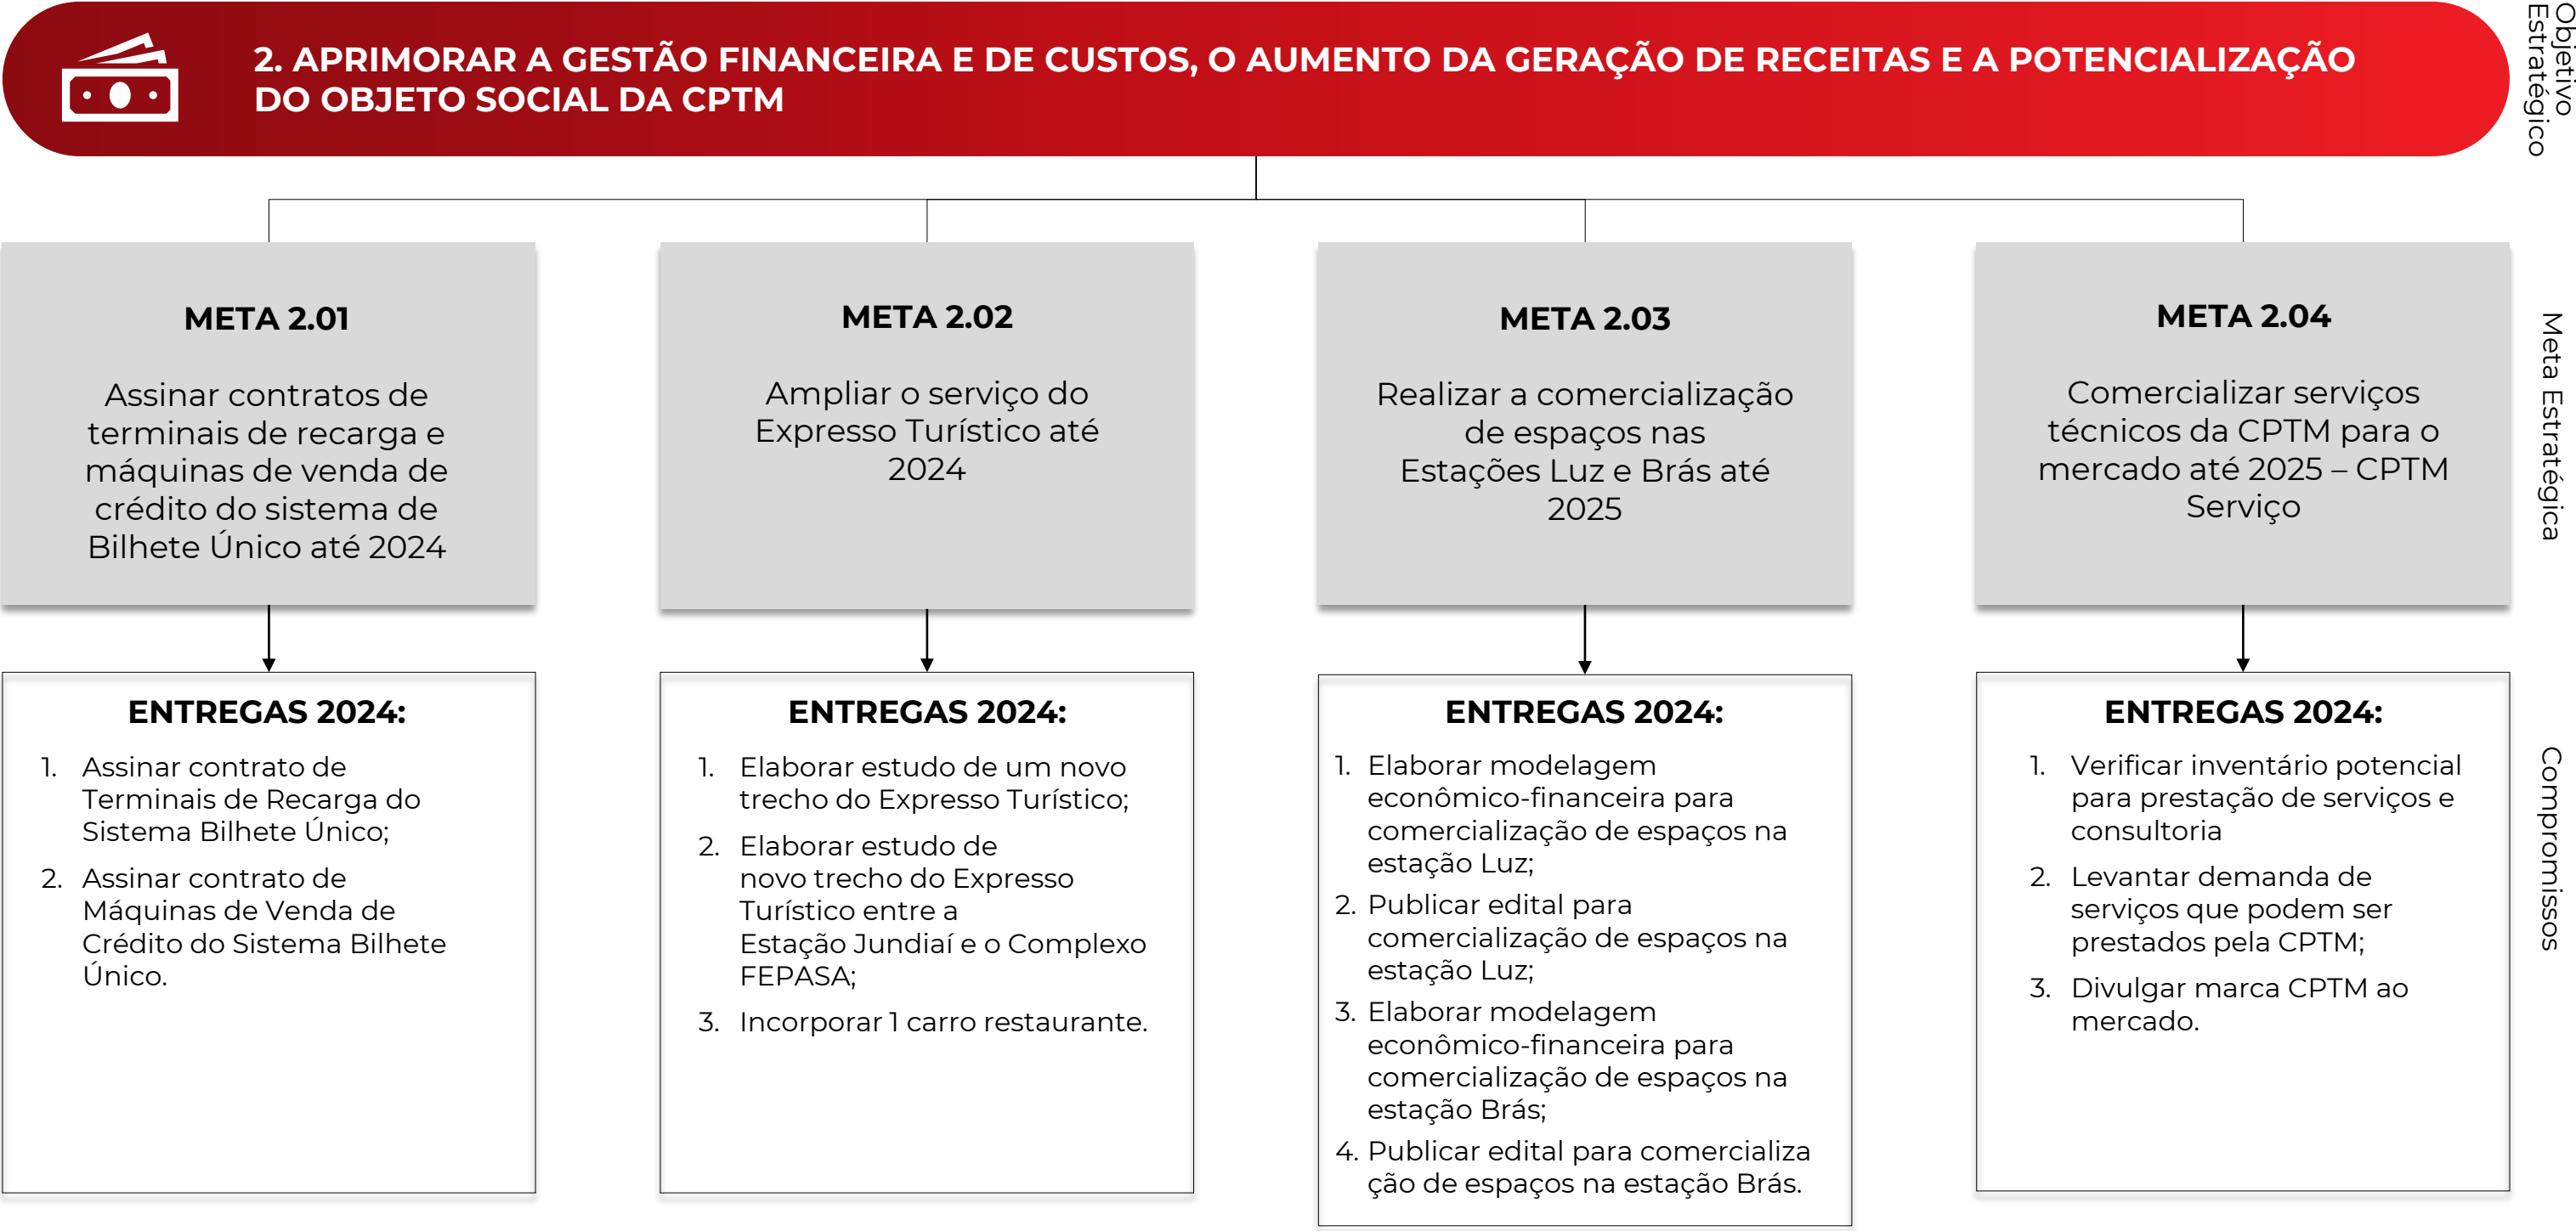 2. APRIMORAR A GESTÃO FINANCEIRA E DE CUSTOS, O AUMENTO DA GERAÇÃO DE RECEITAS E A POTENCIALIZAÇÃO
DO OBJETO SOCIAL DA CPTM
Objetivo
Estratégico
META 2.01
Assinar contratos de
terminais de recarga e
máquinas de venda de
crédito do sistema de
Bilhete Único até 2024
META 2.02
Ampliar o serviço do
Expresso Turístico até
2024
META 2.03
Realizar a comercialização
de espaços nas
Estações Luz e Brás até
2025
META 2.04
Comercializar serviços
técnicos da CPTM para o
mercado até 2025 – CPTM
Serviço
Meta Estratégica
ENTREGAS 2024:
1. Assinar contrato de
Terminais de Recarga do
Sistema Bilhete Único;
2. Assinar contrato de
Máquinas de Venda de
Crédito do Sistema Bilhete
Único.
ENTREGAS 2024:
1. Elaborar estudo de um novo
trecho do Expresso Turístico;
2. Elaborar estudo de
novo trecho do Expresso
Turístico entre a
Estação Jundiaí e o Complexo
FEPASA;
3. Incorporar 1 carro restaurante.
ENTREGAS 2024:
1. Elaborar modelagem
econômico-financeira para
comercialização de espaços na
estação Luz;
2. Publicar edital para
comercialização de espaços na
estação Luz;
3. Elaborar modelagem
econômico-financeira para
comercialização de espaços na
estação Brás;
4. Publicar edital para comercializa
ção de espaços na estação Brás.
ENTREGAS 2024:
1. Verificar inventário potencial
para prestação de serviços e
consultoria
2. Levantar demanda de
serviços que podem ser
prestados pela CPTM;
3. Divulgar marca CPTM ao
mercado.
Compromissos